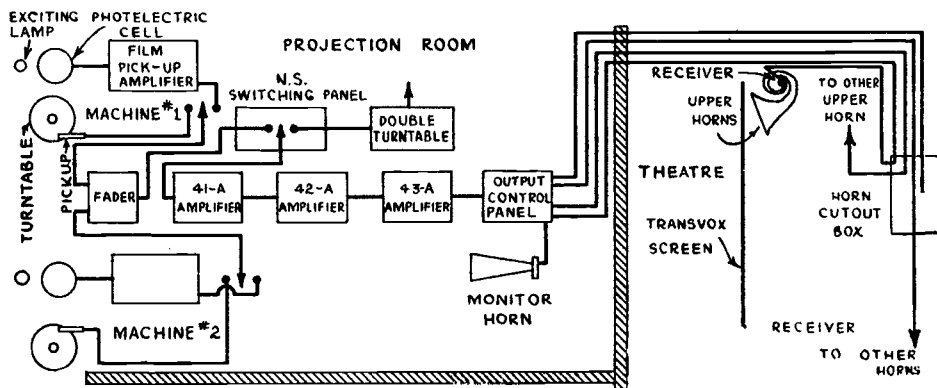 EXCITING LAMP
PHOTELECTRIC CELL
FILM
PICK-UP
AMPLIFIER
PROJECTION ROOM
N.S.
SWITCHING PANEL
MACHINE #1
DOUBLE
TURNTABLE
TURNTABLE
PICKUP
FADER
41-A
AMPLIFIER
42-A
AMPLIFIER
43-A
AMPLIFIER
OUTPUT
CONTROL
PANEL
MONITOR
HORN
MACHINE #2
RECEIVER
UPPER
HORNS
TO OTHER
UPPER
HORN
THEATRE
HORN
CUTOUT
BOX
TRANSVOX
SCREEN
RECEIVER
TO OTHER
HORNS